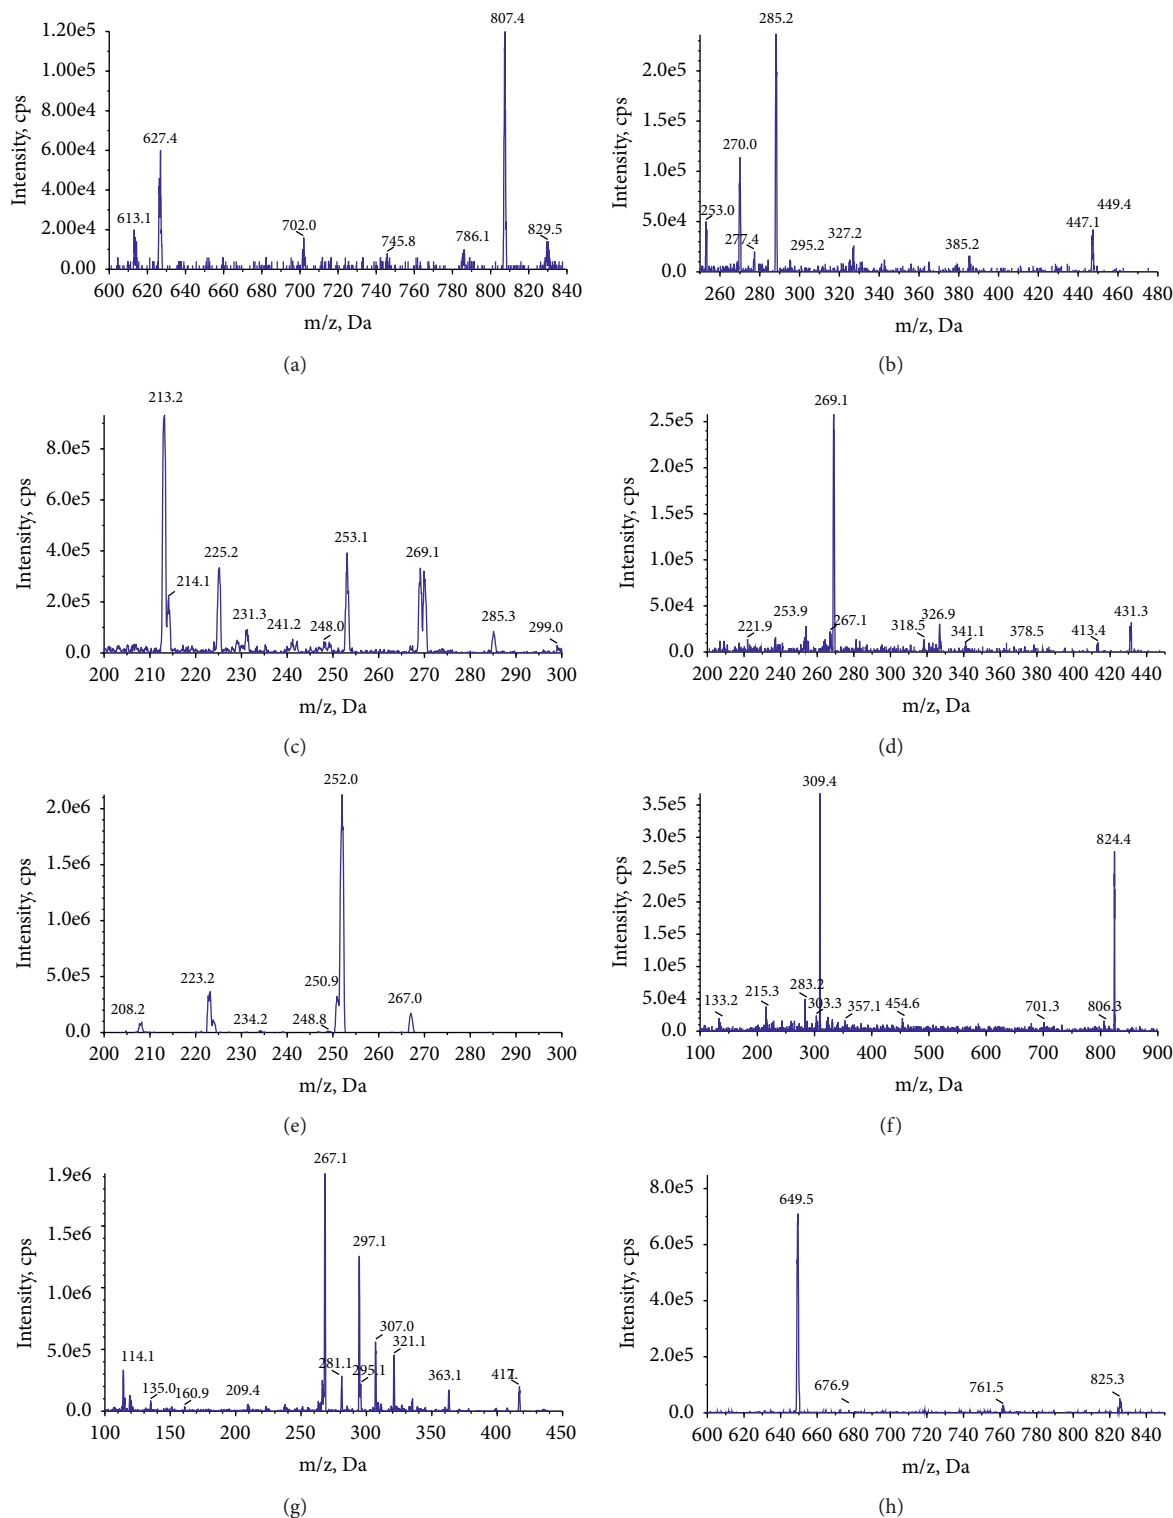 807.4
1.20e5
1.00e4
8.00e4
6.00e4
4.00e4
2.00e4
0.00
Intensity, cps
627.4
613.1
702.0
745.8
786.1
829.5
600 620 640 660 680 700 720 740 760 780 800 820 840
m/z, Da
(a)
285.2
2.0e5
1.5e5
1.0e5
5.0e4
0.0
Intensity, cps
270.0
253.0
277.4
295.2
327.2
385.2
447.1
449.4
260 280 300 320 340 360 380 400 420 440 460 480
m/z, Da
(b)
213.2
8.0e5
6.0e5
4.0e5
2.0e5
0.0
Intensity, cps
214.1
225.2
231.3
241.2
248.0
253.1
269.1
285.3
299.0
200 210 220 230 240 250 260 270 280 290 300
m/z, Da
(c)
269.1
2.5e5
2.0e5
1.5e5
1.0e5
5.0e4
0.0
Intensity, cps
221.9
253.9
267.1
318.5
326.9
341.1
378.5
413.4
431.3
200 220 240 260 280 300 320 340 360 380 400 420 440
m/z, Da
(d)
252.0
2.0e6
1.5e6
1.0e6
5.0e5
0.0
Intensity, cps
208.2
223.2
234.2
248.8
250.9
267.0
200 210 220 230 240 250 260 270 280 290 300
m/z, Da
(e)
309.4
3.5e5
3.0e5
2.5e5
2.0e5
1.5e5
1.0e5
5.0e4
0.0
Intensity, cps
824.4
133.2
215.3
283.2
303.3
357.1
454.6
701.3
806.3
100 200 300 400 500 600 700 800 900
m/z, Da
(f)
267.1
1.9e6
1.5e6
1.0e6
5.0e5
0.0
Intensity, cps
297.1
307.0
321.1
114.1
135.0
160.9
209.4
281.1
295.1
363.1
417.
100 150 200 250 300 350 400 450
m/z, Da
(g)
8.0e5
6.0e5
4.0e5
2.0e5
0.0
Intensity, cps
649.5
676.9
761.5
825.3
600 620 640 660 680 700 720 740 760 780 800 820 840
m/z, Da
(h)